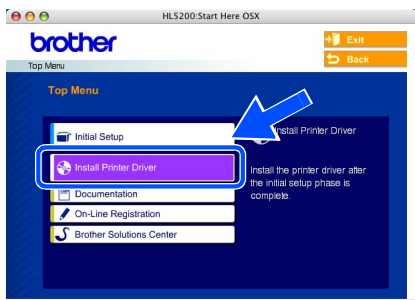 HL5200:Start Here OSX
brother
Exit
Back
Top Menu
Top Menu
Initial Setup
Install Printer Driver
Documentation
On-Line Registration
Brother Solutions Center
Install Printer Driver
Install the printer driver after
the initial setup phase is
complete.